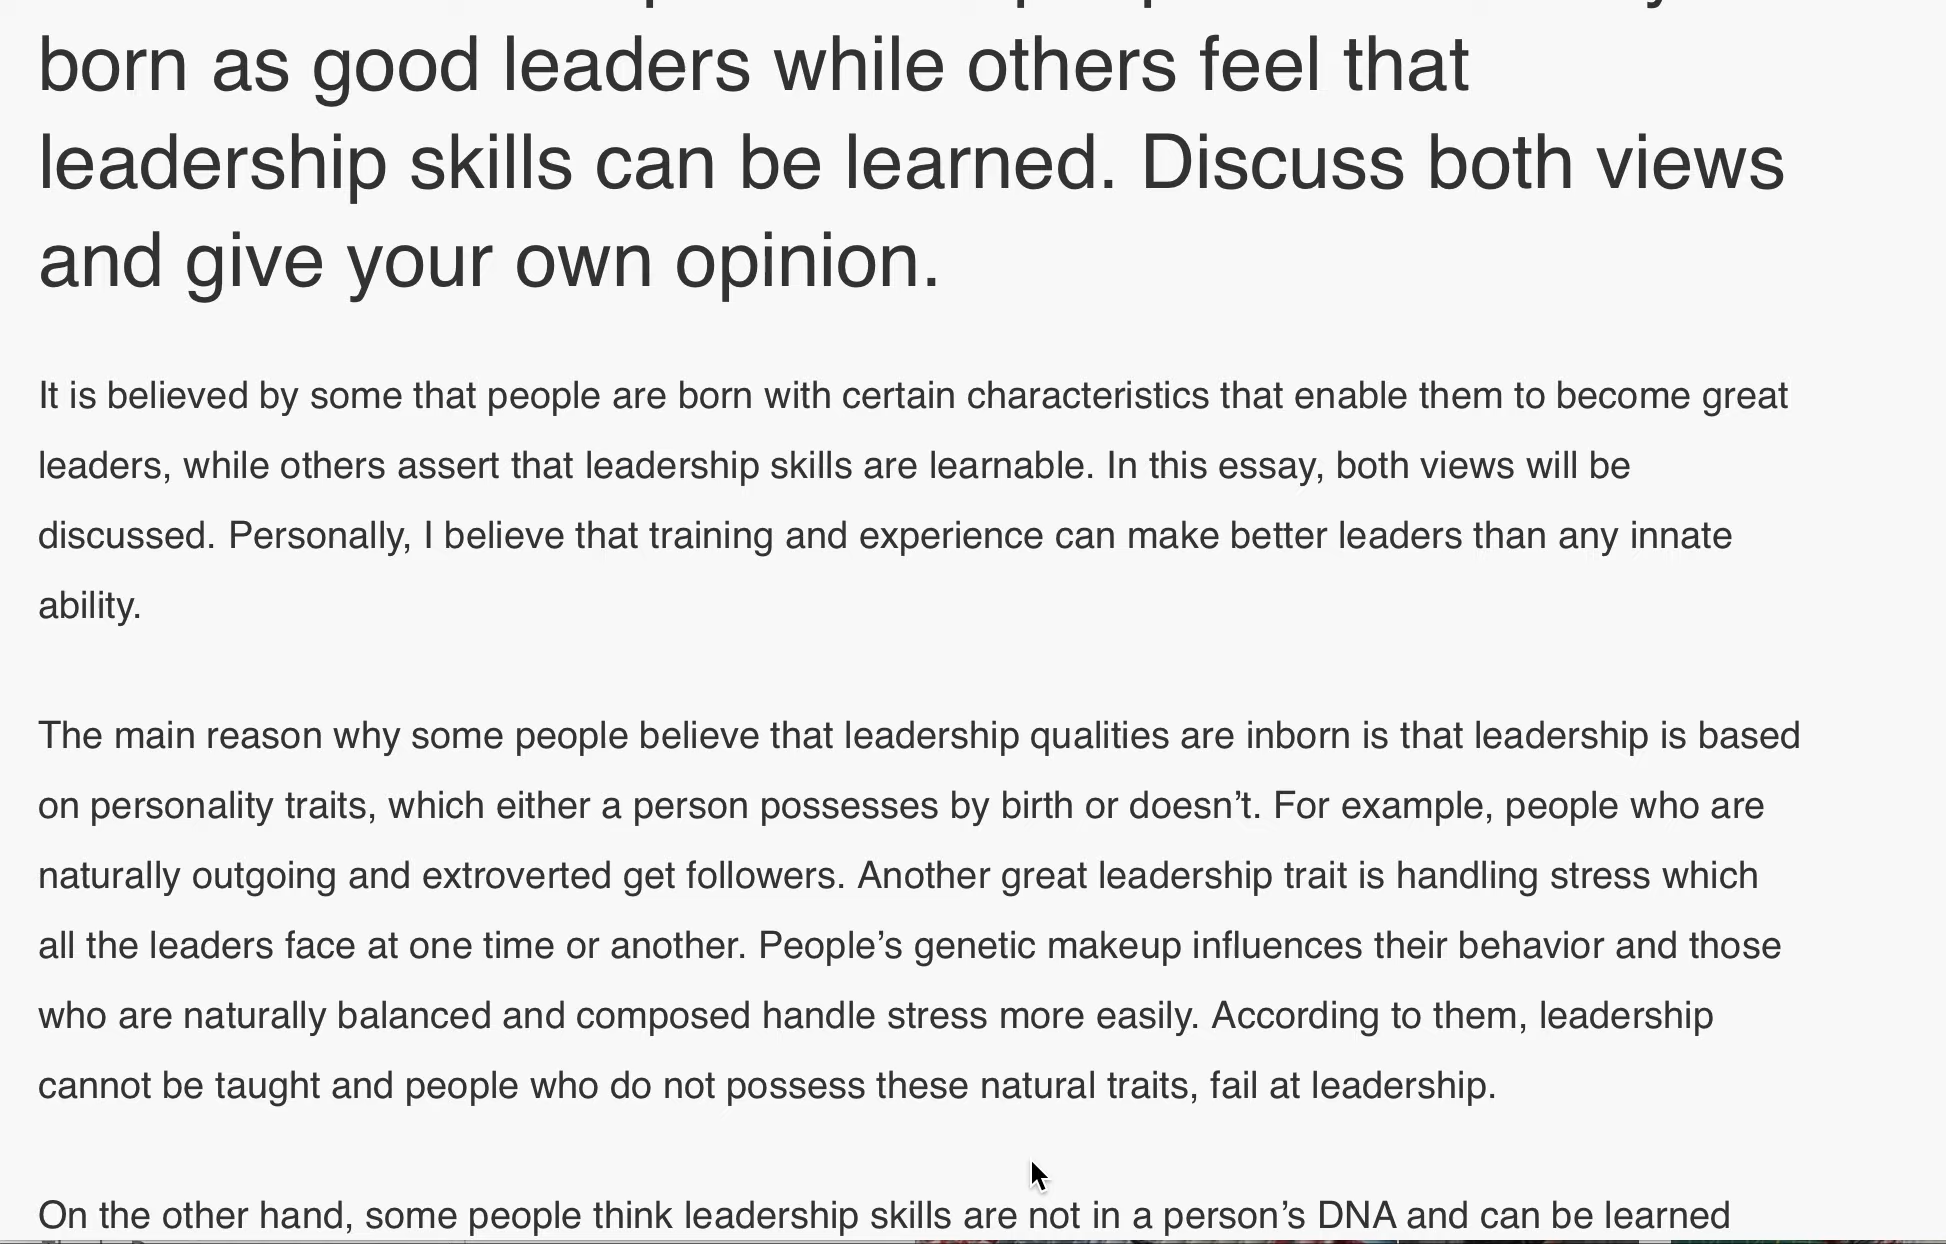 born as good leaders while others feel that
leadership skills can be learned. Discuss both views
and give your own opinion.
It is believed by some that people are born with certain characteristics that enable them to become great
leaders, while others assert that leadership skills are learnable. In this essay, both views will be
discussed. Personally, I believe that training and experience can make better leaders than any innate
ability.
The main reason why some people believe that leadership qualities are inborn is that leadership is based
on personality traits, which either a person possesses by birth or doesn’t. For example, people who are
naturally outgoing and extroverted get followers. Another great leadership trait is handling stress which
all the leaders face at one time or another. People’s genetic makeup influences their behavior and those
who are naturally balanced and composed handle stress more easily. According to them, leadership
cannot be taught and people who do not possess these natural traits, fail at leadership.
On the other hand, some people think leadership skills are not in a person’s DNA and can be learned